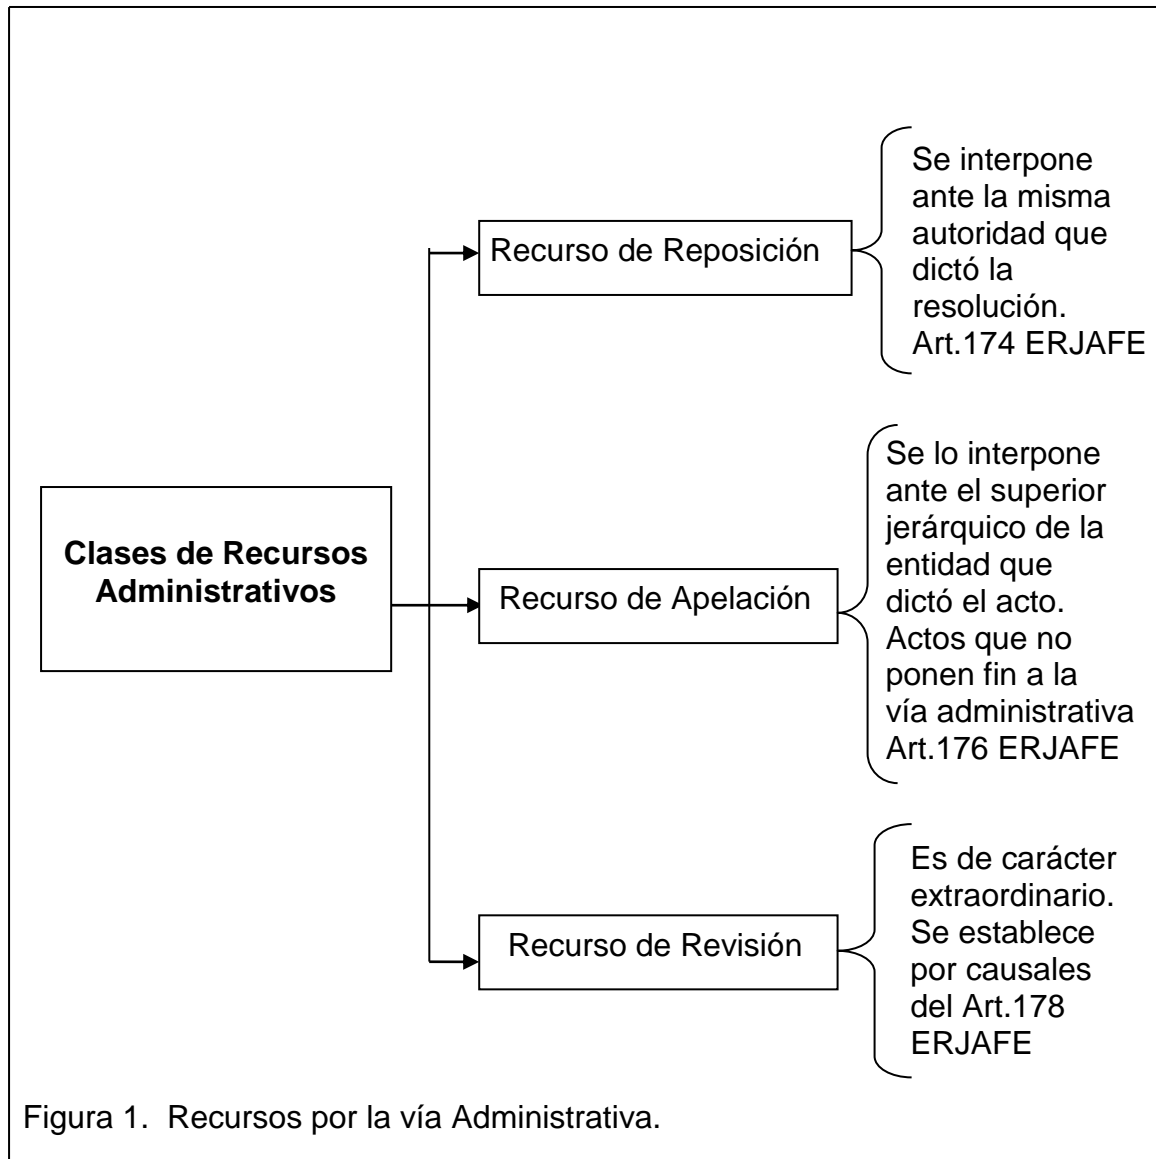 Clases de Recursos
Administrativos
Recurso de Reposición
Se interpone
ante la misma
autoridad que
dictó la
resolución.
Art.174 ERJAFE
Recurso de Apelación
Se lo interpone
ante el superior
jerárquico de la
entidad que
dictó el acto.
Actos que no
ponen fin a la
vía administrativa
Art.176 ERJAFE
Recurso de Revisión
Es de carácter
extraordinario.
Se establece
por causales
del Art.178
ERJAFE
Figura 1. Recursos por la vía Administrativa.